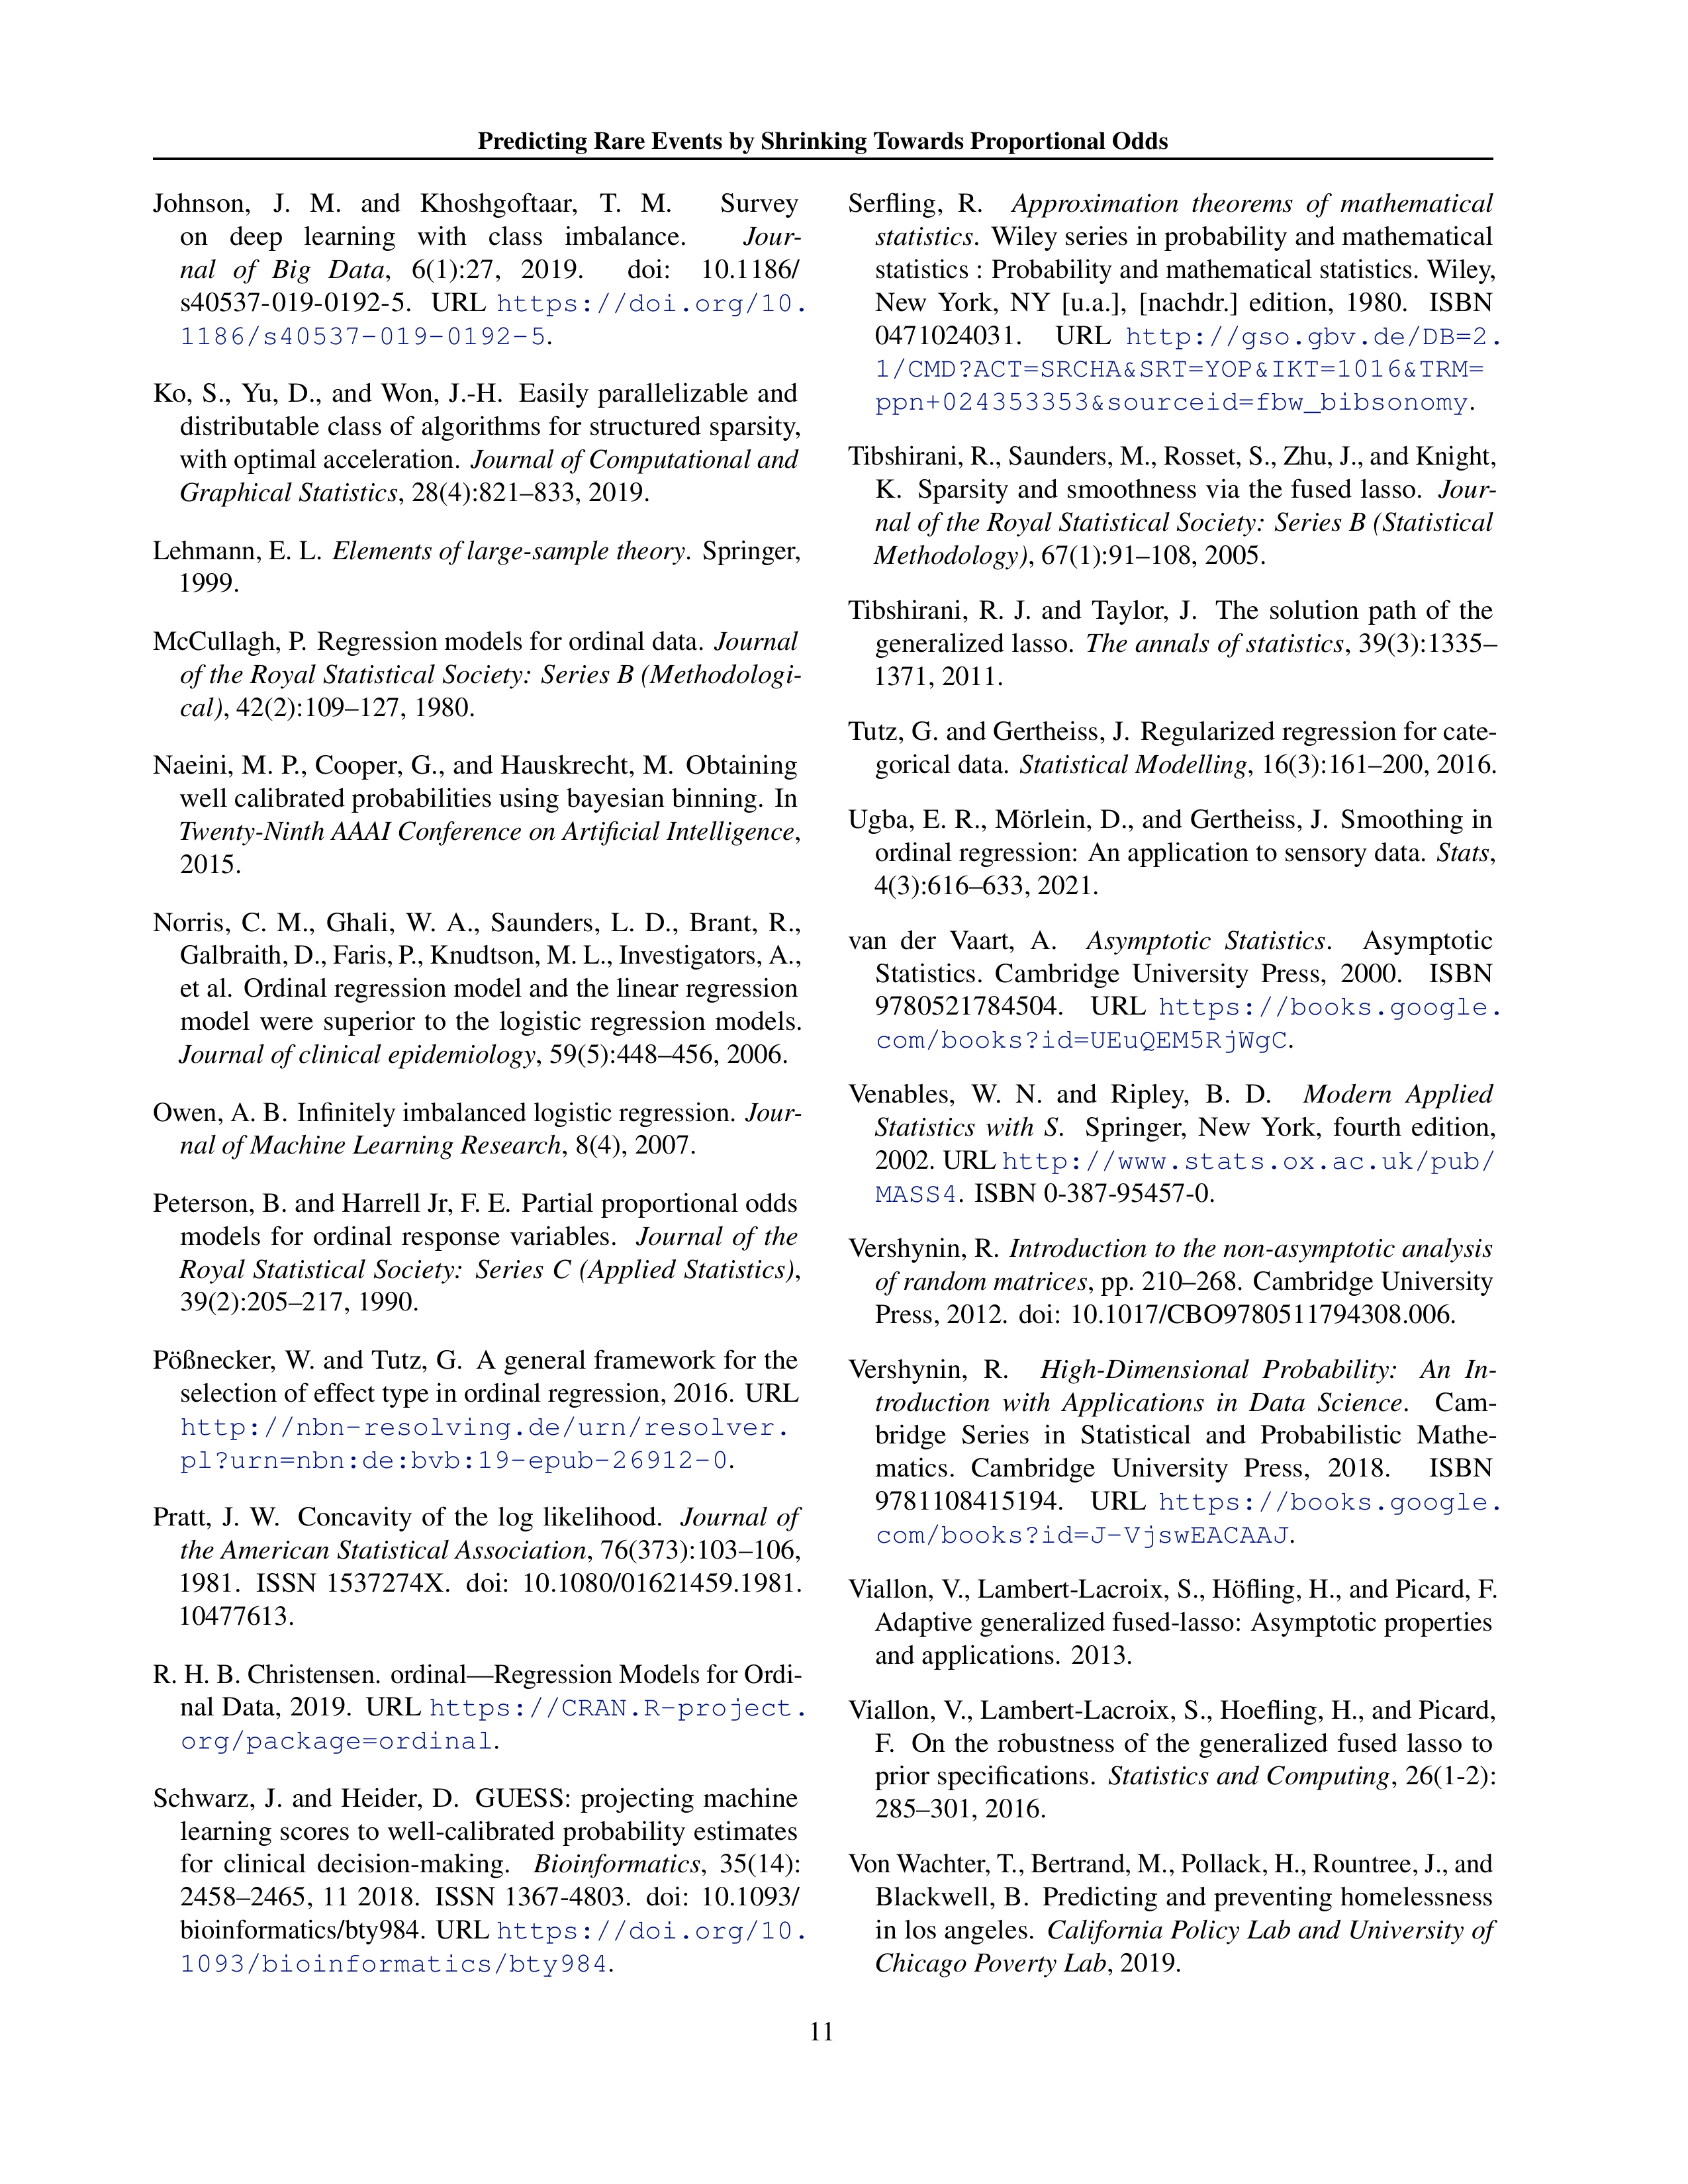 Predicting Rare Events by Shrinking Towards Proportional Odds
Johnson, J. M. and Khoshgoftaar, T. M. Survey
on deep learning with class imbalance. Jour-
nal of Big Data, 6(1):27, 2019. doi: 10.1186/
s40537-019-0192-5. URL https://doi.org/10.
1186/s40537-019-0192-5.
Ko, S., Yu, D., and Won, J.-H. Easily parallelizable and
distributable class of algorithms for structured sparsity,
with optimal acceleration. Journal of Computational and
Graphical Statistics, 28(4):821–833, 2019.
Lehmann, E. L. Elements of large-sample theory. Springer,
1999.
McCullagh, P. Regression models for ordinal data. Journal
of the Royal Statistical Society: Series B (Methodologi-
cal), 42(2):109–127, 1980.
Naeini, M. P., Cooper, G., and Hauskrecht, M. Obtaining
well calibrated probabilities using bayesian binning. In
Twenty-Ninth AAAI Conference on Artificial Intelligence,
2015.
Norris, C. M., Ghali, W. A., Saunders, L. D., Brant, R.,
Galbraith, D., Faris, P., Knudtson, M. L., Investigators, A.,
et al. Ordinal regression model and the linear regression
model were superior to the logistic regression models.
Journal of clinical epidemiology, 59(5):448–456, 2006.
Owen, A. B. Infinitely imbalanced logistic regression. Jour-
nal of Machine Learning Research, 8(4), 2007.
Peterson, B. and Harrell Jr, F. E. Partial proportional odds
models for ordinal response variables. Journal of the
Royal Statistical Society: Series C (Applied Statistics),
39(2):205–217, 1990.
Pößnecker, W. and Tutz, G. A general framework for the
selection of effect type in ordinal regression, 2016. URL
http://nbn-resolving.de/urn/resolver.
pl?urn=nbn:de:bvb:19-epub-26912-0.
Pratt, J. W. Concavity of the log likelihood. Journal of
the American Statistical Association, 76(373):103–106,
1981. ISSN 1537274X. doi: 10.1080/01621459.1981.
10477613.
R. H. B. Christensen. ordinal—Regression Models for Ordi-
nal Data, 2019. URL https://CRAN.R-project.
org/package=ordinal.
Schwarz, J. and Heider, D. GUESS: projecting machine
learning scores to well-calibrated probability estimates
for clinical decision-making. Bioinformatics, 35(14):
2458–2465, 11 2018. ISSN 1367-4803. doi: 10.1093/
bioinformatics/bty984. URL https://doi.org/10.
1093/bioinformatics/bty984.
Serfling, R. Approximation theorems of mathematical
statistics. Wiley series in probability and mathematical
statistics : Probability and mathematical statistics. Wiley,
New York, NY [u.a.], [nachdr.] edition, 1980. ISBN
0471024031. URL http://gso.gbv.de/DB=2.
1/CMD?ACT=SRCHA&SRT=YOP&IKT=1016&TRM=
ppn+024353353&sourceid=fbw_bibsonomy.
Tibshirani, R., Saunders, M., Rosset, S., Zhu, J., and Knight,
K. Sparsity and smoothness via the fused lasso. Jour-
nal of the Royal Statistical Society: Series B (Statistical
Methodology), 67(1):91–108, 2005.
Tibshirani, R. J. and Taylor, J. The solution path of the
generalized lasso. The annals of statistics, 39(3):1335–
1371, 2011.
Tutz, G. and Gertheiss, J. Regularized regression for cate-
gorical data. Statistical Modelling, 16(3):161–200, 2016.
Ugba, E. R., Mörlein, D., and Gertheiss, J. Smoothing in
ordinal regression: An application to sensory data. Stats,
4(3):616–633, 2021.
van der Vaart, A. Asymptotic Statistics. Asymptotic
Statistics. Cambridge University Press, 2000. ISBN
9780521784504. URL https://books.google.
com/books?id=UEuQEM5RjWgC.
Venables, W. N. and Ripley, B. D. Modern Applied
Statistics with S. Springer, New York, fourth edition,
2002. URL http://www.stats.ox.ac.uk/pub/
MASS4. ISBN 0-387-95457-0.
Vershynin, R. Introduction to the non-asymptotic analysis
of random matrices, pp. 210–268. Cambridge University
Press, 2012. doi: 10.1017/CBO9780511794308.006.
Vershynin, R. High-Dimensional Probability: An In-
troduction with Applications in Data Science. Cam-
bridge Series in Statistical and Probabilistic Mathe-
matics. Cambridge University Press, 2018. ISBN
9781108415194. URL https://books.google.
com/books?id=J-VjswEACAAJ.
Viallon, V., Lambert-Lacroix, S., Höfling, H., and Picard, F.
Adaptive generalized fused-lasso: Asymptotic properties
and applications. 2013.
Viallon, V., Lambert-Lacroix, S., Hoefling, H., and Picard,
F. On the robustness of the generalized fused lasso to
prior specifications. Statistics and Computing, 26(1-2):
285–301, 2016.
Von Wachter, T., Bertrand, M., Pollack, H., Rountree, J., and
Blackwell, B. Predicting and preventing homelessness
in los angeles. California Policy Lab and University of
Chicago Poverty Lab, 2019.
11